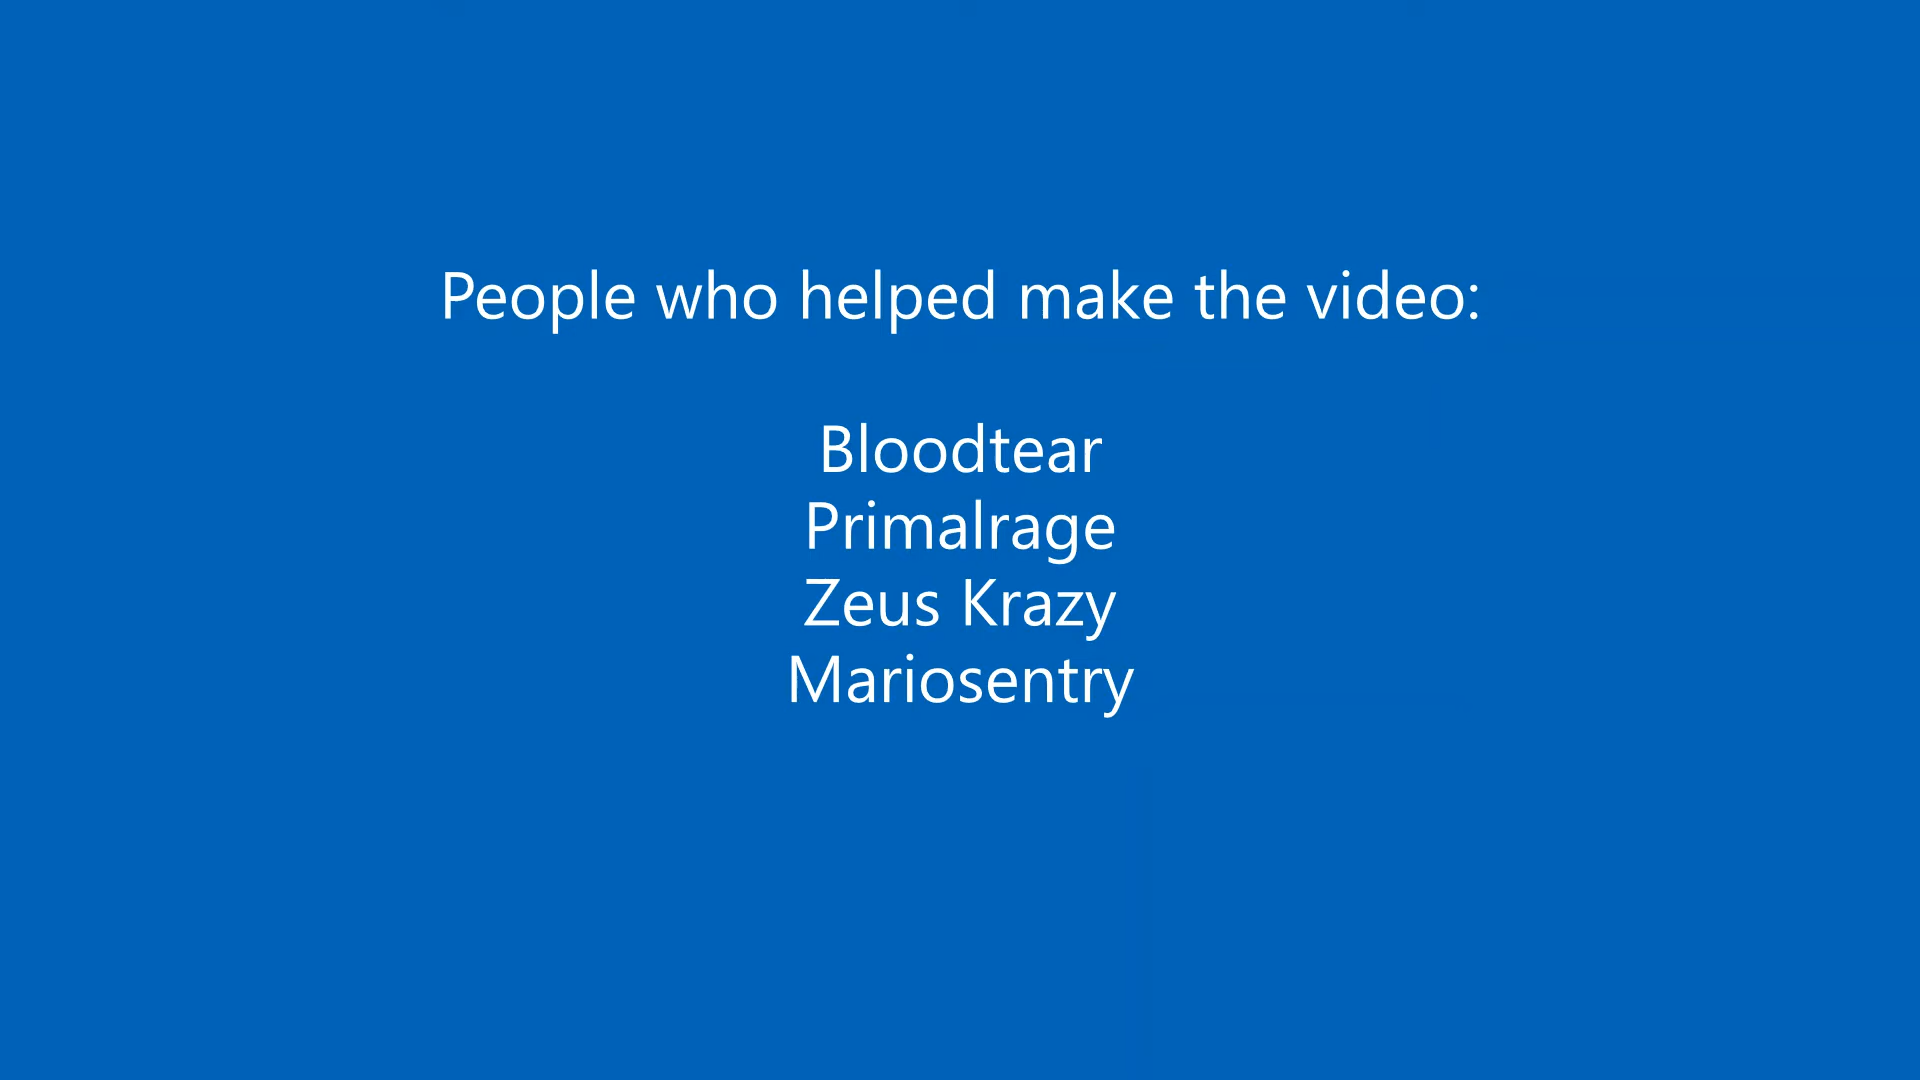 People who helped make the video:
Bloodtear
Primalrage
Zeus Krazy
Mariosentry